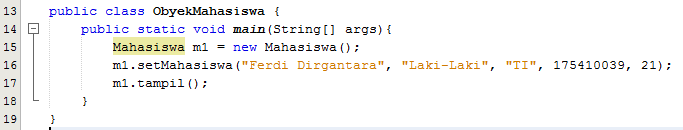 13 public class ObyekMahasiswa {
14 public static void main(String[] args){
15 Mahasiswa m1 = new Mahasiswa();
16 m1.setMahasiswa("Ferdi Dirgantara", "Laki-Laki", "TI", 175410039, 21);
17 m1.tampil();
18 }
19 }